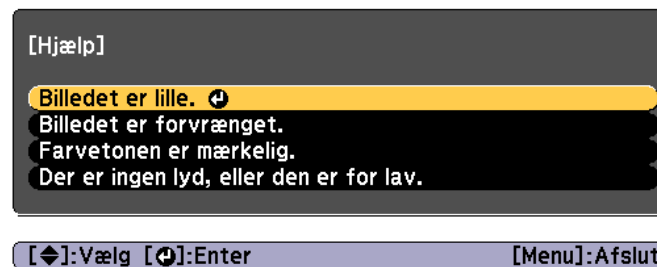 [Hjælp]
Billedet er lille.
Billedet er forvrænget.
Farvetonen er mærkelig.
Der er ingen lyd, eller den er for lav.
[◆]:Vælg [⏎]:Enter [Menu]:Afslut